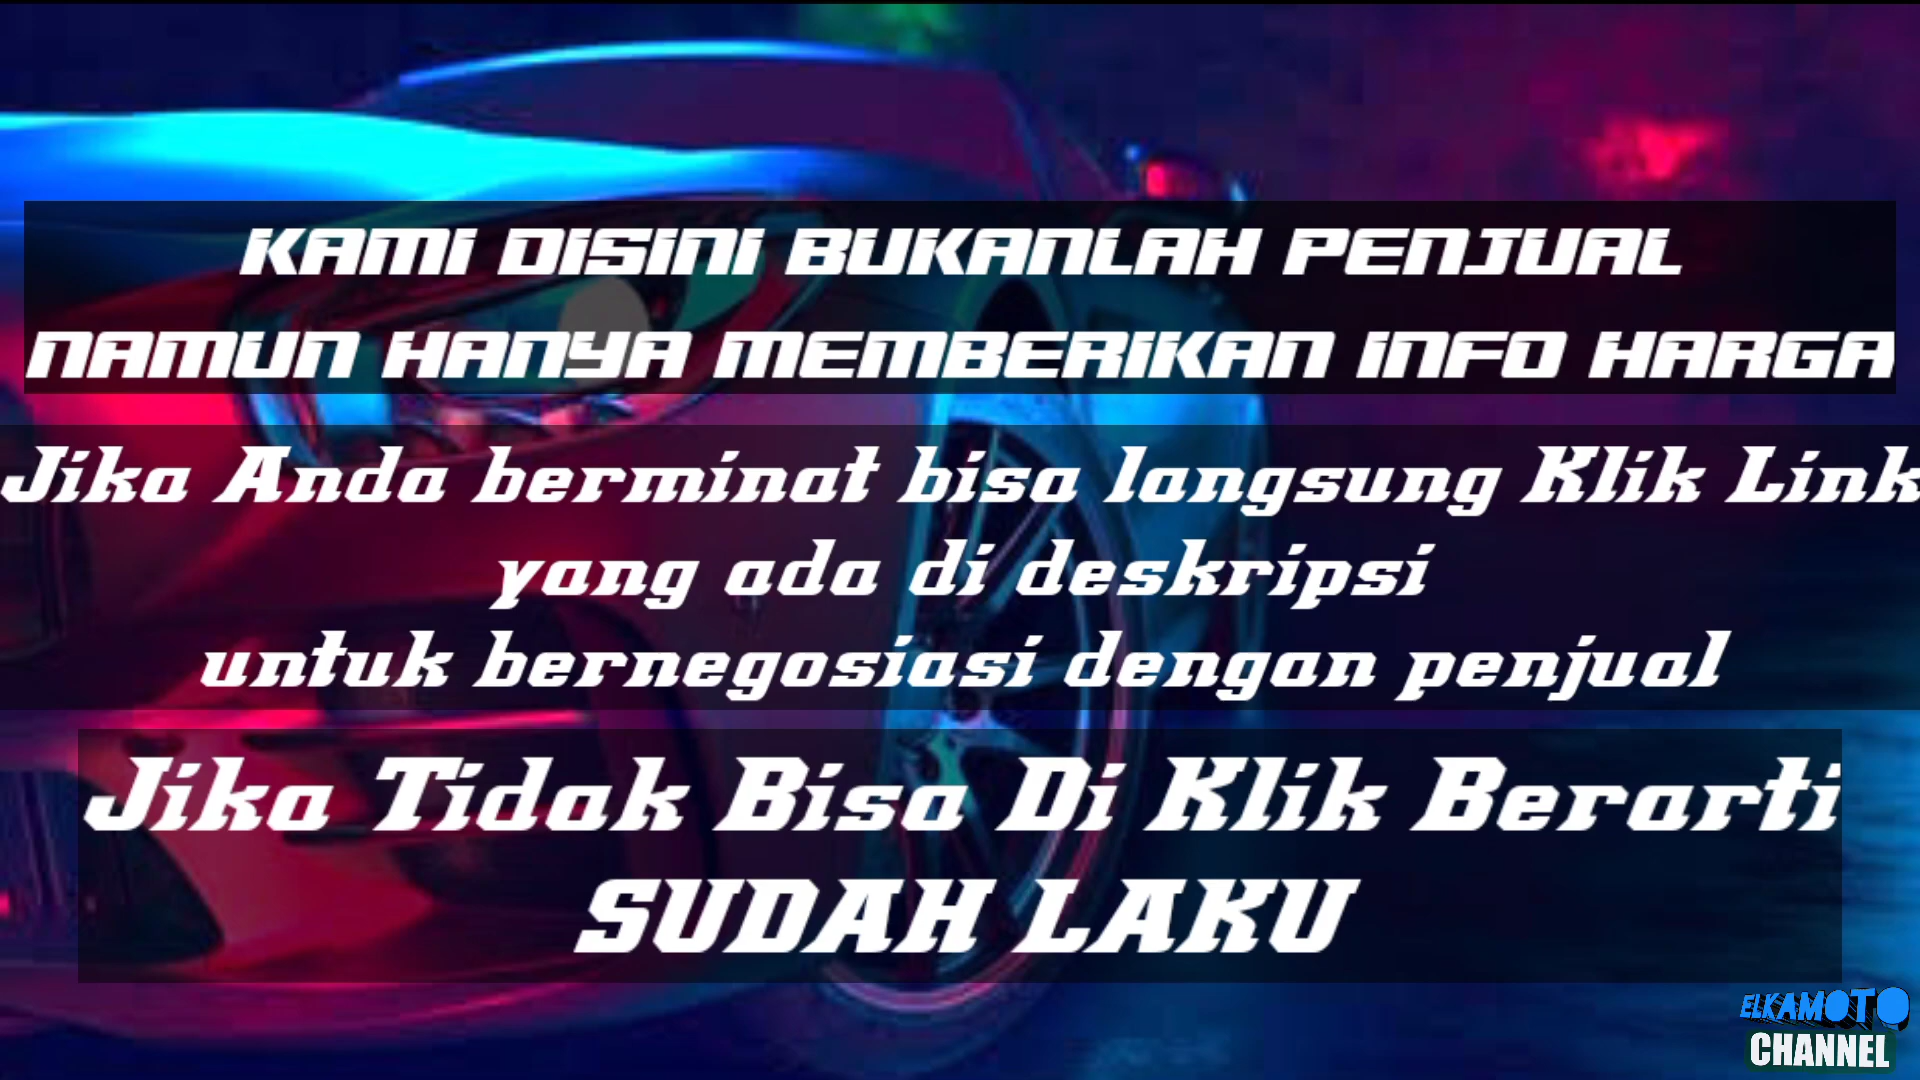 KAMI DISINI BUKANLAH PENJUAL
NAMUN HANYA MEMBERIKAN INFO HARGA
Jika Anda berminat bisa langsung Klik Link
yang ada di deskripsi
untuk bernegosiasi dengan penjual
Jika Tidak Bisa Di Klik Berarti
SUDAH LAKU
ELKAMOTO
CHANNEL